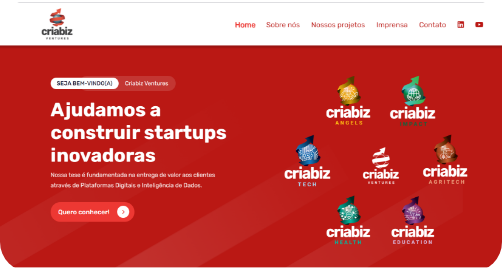 criabiz
VENTURES
Home Sobre nós Nossos projetos Imprensa Contato
SEJA BEM-VINDO(A) Criabiz Ventures
Ajudamos a
construir startups
inovadoras
Nossa tese é fundamentada na entrega de valor aos clientes
através de Plataformas Digitais e Inteligência de Dados.
Quero conhecer!
criabiz
ANGELS
criabiz
criabiz
TECH
criabiz
VENTURES
criabiz
AGRITECH
criabiz
HEALTH
criabiz
EDUCATION